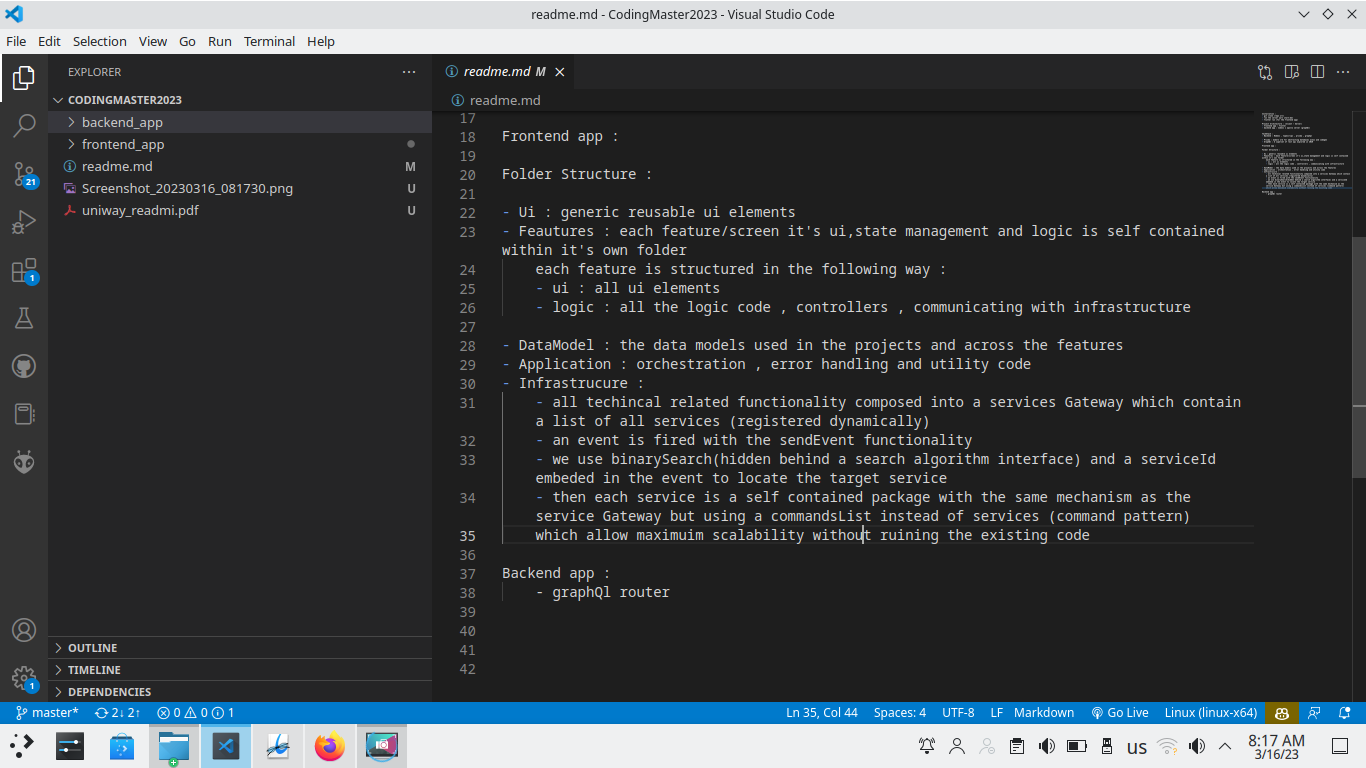 readme.md - CodingMaster2023 - Visual Studio Code
File Edit Selection View Go Run Terminal Help
EXPLORER
CODINGMASTER2023
backend_app
frontend_app
readme.md M
Screenshot_20230316_081730.png U
uniway_readmi.pdf U
21
1
OUTLINE
TIMELINE
1
DEPENDENCIES
readme.md M
readme.md
17
18 Frontend app :
19
20 Folder Structure :
21
22 - Ui : generic reusable ui elements
23 - Feautures : each feature/screen it's ui,state management and logic is self contained
within it's own folder
24 each feature is structured in the following way :
25 - ui : all ui elements
26 - logic : all the logic code , controllers , communicating with infrastructure
27
28 - DataModel : the data models used in the projects and across the features
29 - Application : orchestration , error handling and utility code
30 - Infrastrucure :
31 - all techincal related functionality composed into a services Gateway which contain
a list of all services (registered dynamically)
32 - an event is fired with the sendEvent functionality
33 - we use binarySearch(hidden behind a search algorithm interface) and a serviceId
embeded in the event to locate the target service
34 - then each service is a self contained package with the same mechanism as the
service Gateway but using a commandsList instead of services (command pattern)
35 which allow maximuim scalability without ruining the existing code
36
37 Backend app :
38 - graphQl router
39
40
41
42
master* 2↓ 2↑ 0 0 1 Ln 35, Col 44 Spaces: 4 UTF-8 LF Markdown Go Live Linux (linux-x64)
us 8:17 AM
3/16/23